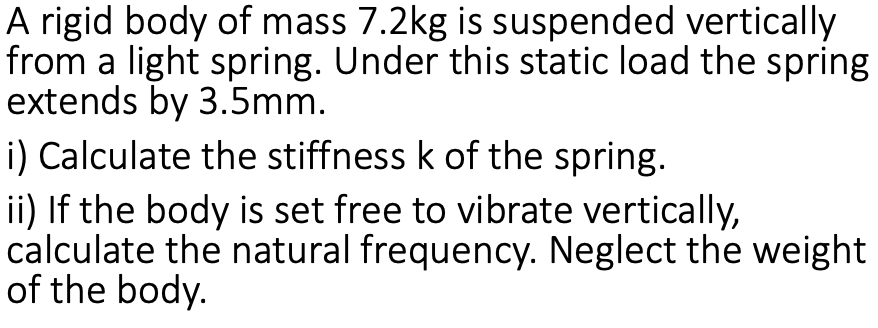 A rigid body of mass 7.2kg is suspended vertically
from a light spring. Under this static load the spring
extends by 3.5mm.
i) Calculate the stiffness k of the spring.
ii) If the body is set free to vibrate vertically,
calculate the natural frequency. Neglect the weight
of the body.